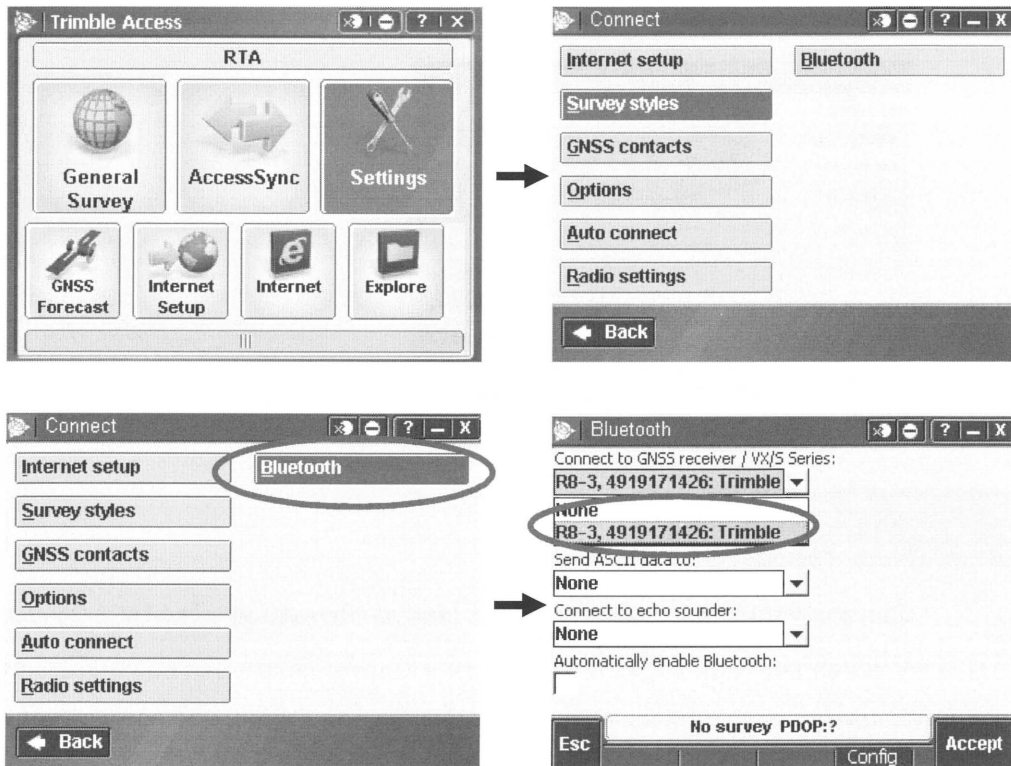 Trimble Access
? X
RTA
General
Survey
AccessSync
Settings
GNSS
Forecast
Internet
Setup
Internet
Explore
Connect
? – X
Internet setup
Bluetooth
Survey styles
GNSS contacts
Options
Auto connect
Radio settings
Back
Connect
? – X
Internet setup
Bluetooth
Survey styles
GNSS contacts
Options
Auto connect
Radio settings
Back
Bluetooth
? – X
Connect to GNSS receiver / VX/S Series:
R8-3, 4919171426: Trimble
None
R8-3, 4919171426: Trimble
Send ASCII data to:
None
Connect to echo sounder:
None
Automatically enable Bluetooth:
No survey PDOP:?
Esc
Config
Accept